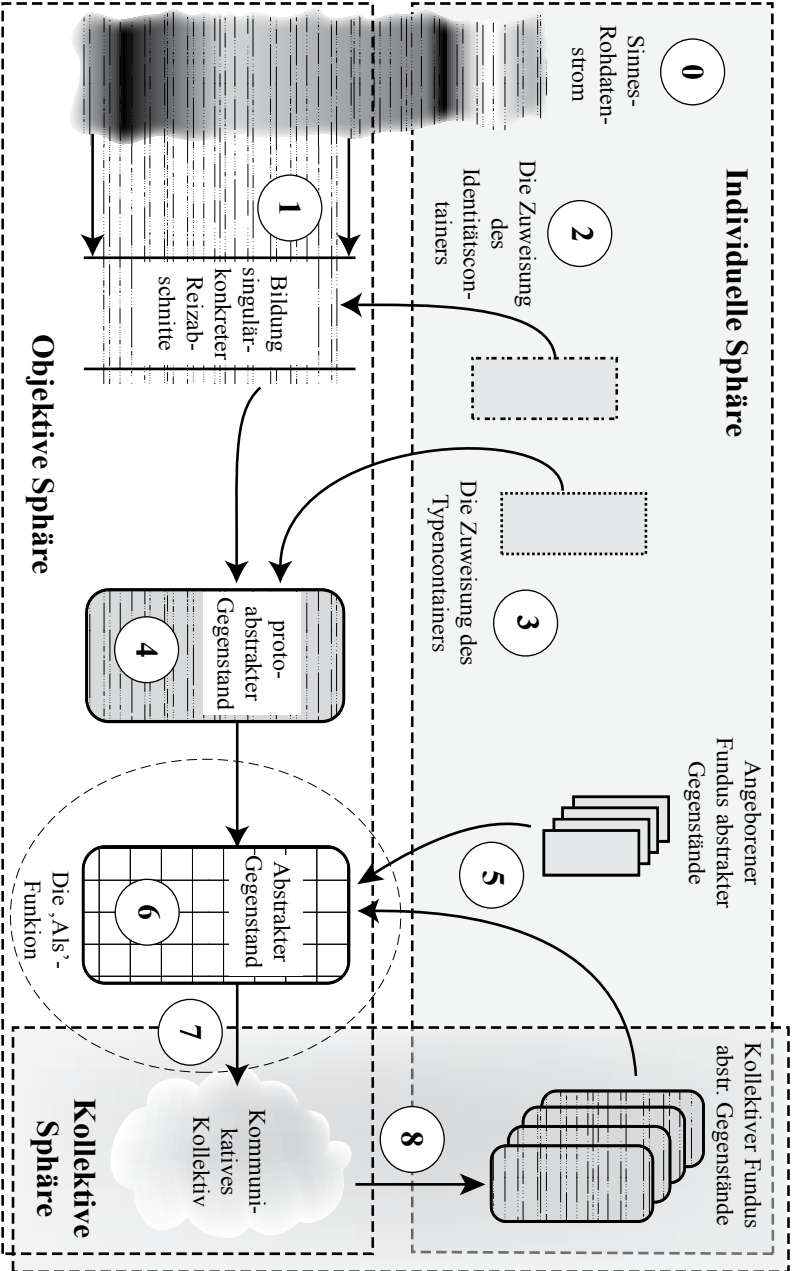 Individuelle Sphäre
0
Sinnes-
Rohdaten-
strom
2
Die Zuweisung
des
Identitätscon-
tainers
3
Die Zuweisung des
Typencontainers
Angeborener
Fundus abstrakter
Gegenstände
5
Kollektiver Fundus
abstr. Gegenstände
8
1
Bildung
singulär-
konkreter
Reizab-
schnitte
proto-
abstrakter
Gegenstand
4
Abstrakter
Gegenstand
6
Die ‚Als’-
Funkion
7
Kommuni-
katives
Kollektiv
Objektive Sphäre
Kollektive
Sphäre